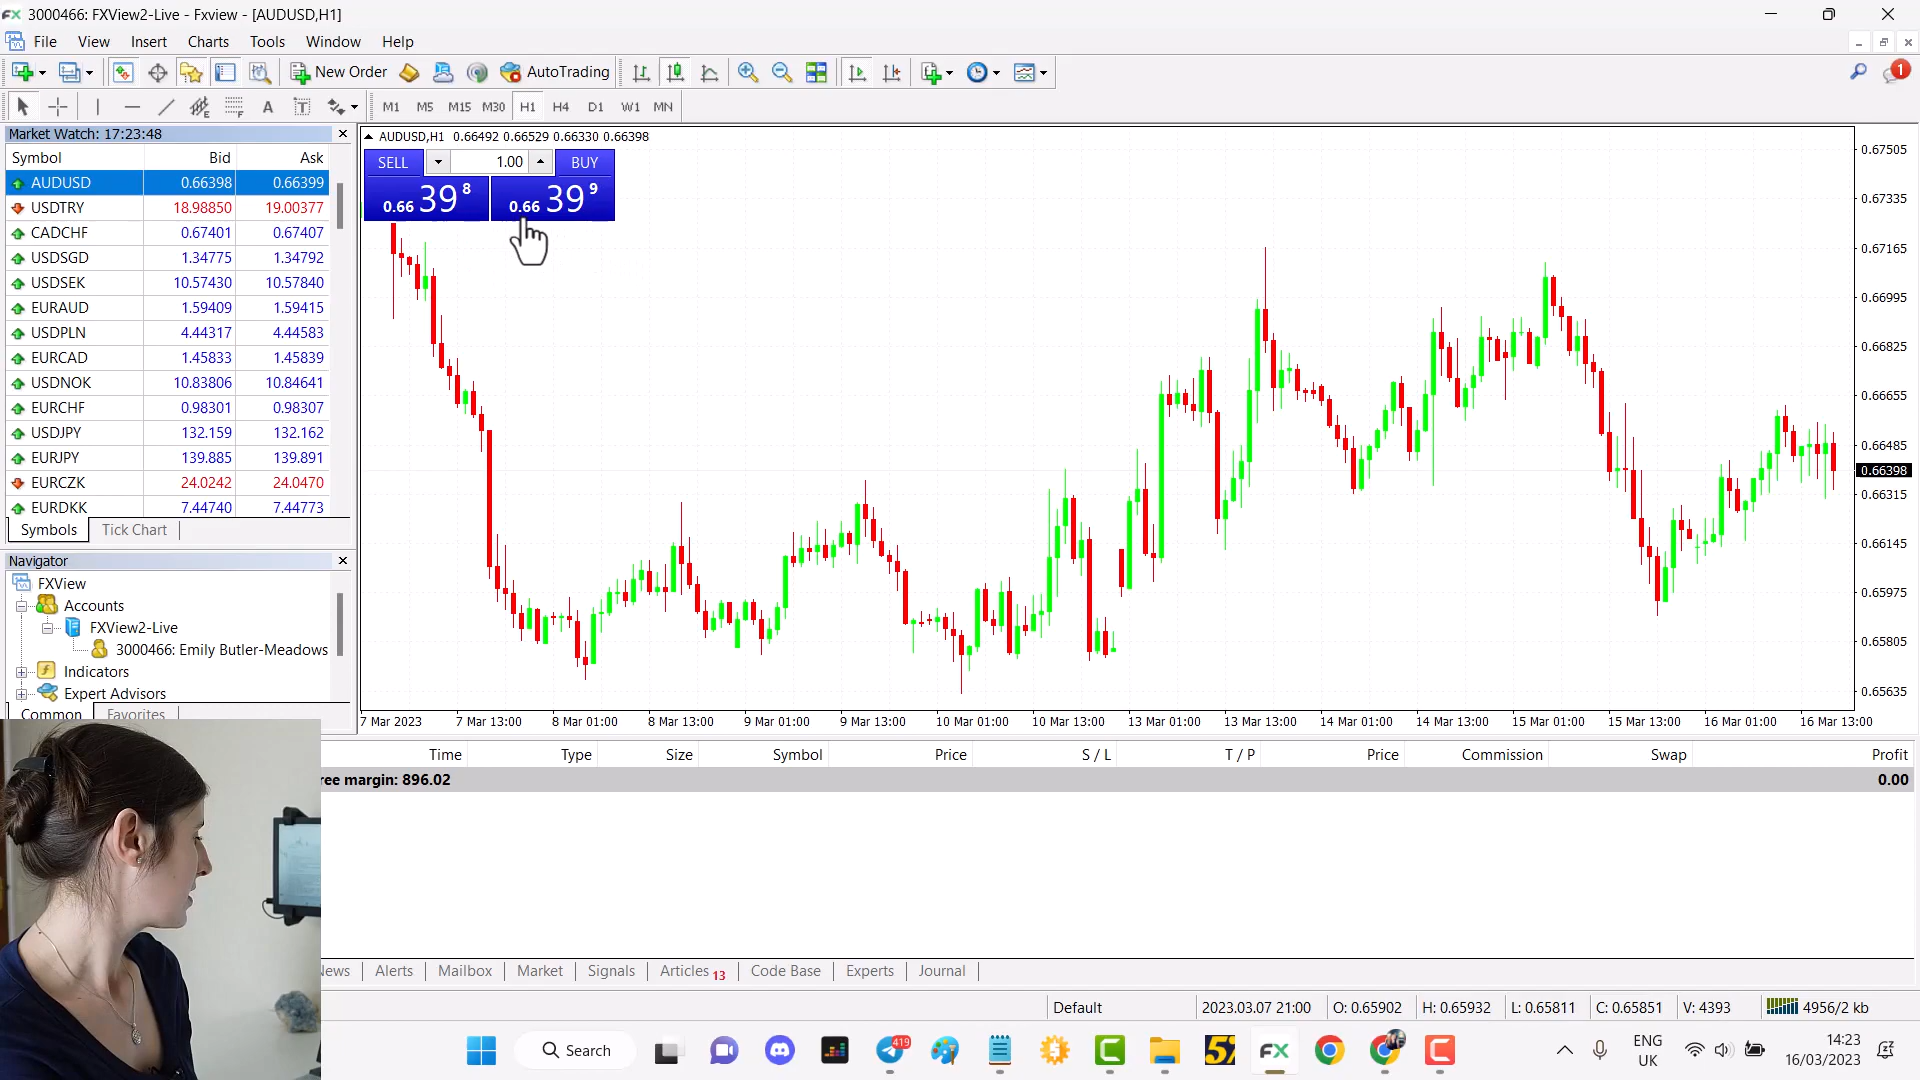 3000466: FXView2-Live - Fxview - [AUDUSD,H1]
File View Insert Charts Tools Window Help
New Order AutoTrading 1
A T M1 M5 M15 M30 H1 H4 D1 W1 MN
Market Watch: 17:23:48
Symbol Bid Ask
AUDUSD 0.66398 0.66399
USDTRY 18.98850 19.00377
CADCHF 0.67401 0.67407
USDSGD 1.34775 1.34792
USDSEK 10.57430 10.57840
EURAUD 1.59409 1.59415
USDPLN 4.44317 4.44583
EURCAD 1.45833 1.45839
USDNOK 10.83806 10.84641
EURCHF 0.98301 0.98307
USDJPY 132.159 132.162
EURJPY 139.885 139.891
EURCZK 24.0242 24.0470
EURDKK 7.44740 7.44773
Symbols Tick Chart
Navigator
FXView
Accounts
FXView2-Live
3000466: Emily Butler-Meadows
Indicators
Expert Advisors
Common Favorites
AUDUSD,H1 0.66492 0.66529 0.66330 0.66398
SELL 1.00 BUY
0.66 39 8 0.66 39 9
0.67505
0.67335
0.67165
0.66995
0.66825
0.66655
0.66485
0.66398
0.66315
0.66145
0.65975
0.65805
0.65635
7 Mar 2023 7 Mar 13:00 8 Mar 01:00 8 Mar 13:00 9 Mar 01:00 9 Mar 13:00 10 Mar 01:00 10 Mar 13:00 13 Mar 01:00 13 Mar 13:00 14 Mar 01:00 14 Mar 13:00 15 Mar 01:00 15 Mar 13:00 16 Mar 01:00 16 Mar 13:00
Time Type Size Symbol Price S / L T / P Price Commission Swap Profit
ree margin: 896.02 0.00
News Alerts Mailbox Market Signals Articles 13 Code Base Experts Journal
Default 2023.03.07 21:00 O: 0.65902 H: 0.65932 L: 0.65811 C: 0.65851 V: 4393 4956/2 kb
Search 419 FX ENG 14:23
UK 16/03/2023